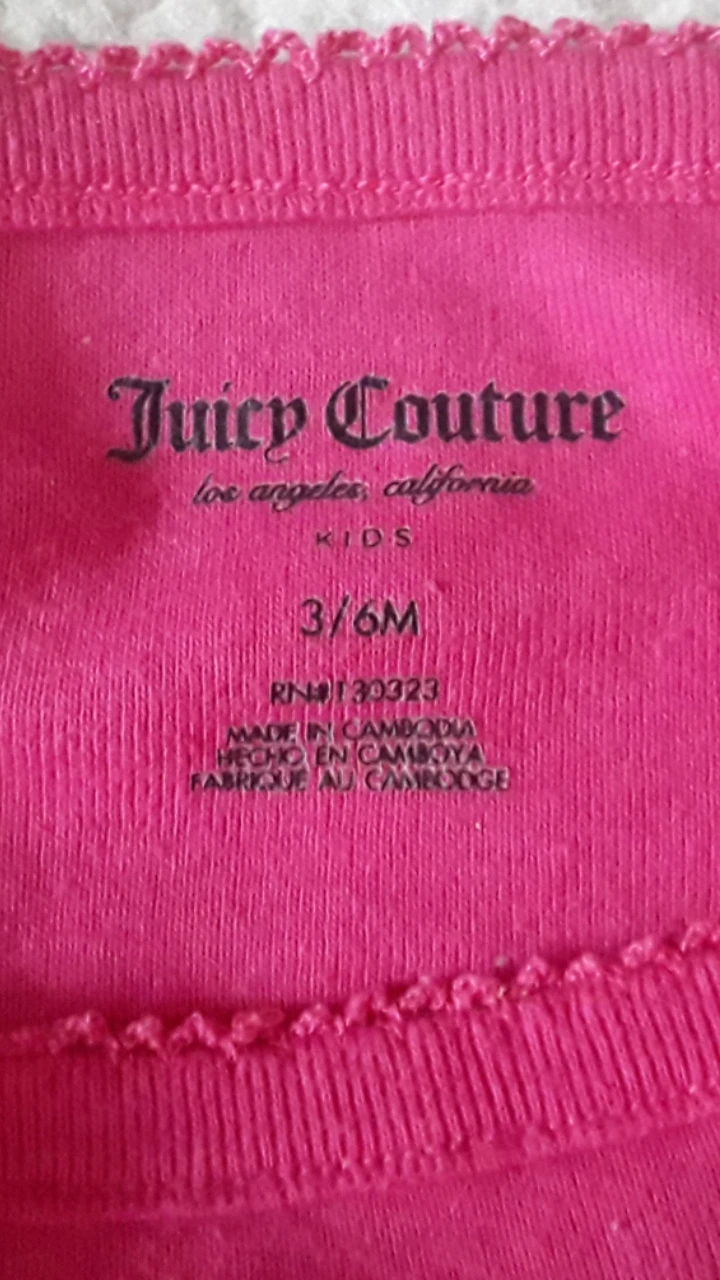 Juicy Couture
los angeles, california
KIDS
3/6M
RN#130323
MADE IN CAMBODIA
HECHO EN CAMBOYA
FABRIQUE AU CAMBODGE